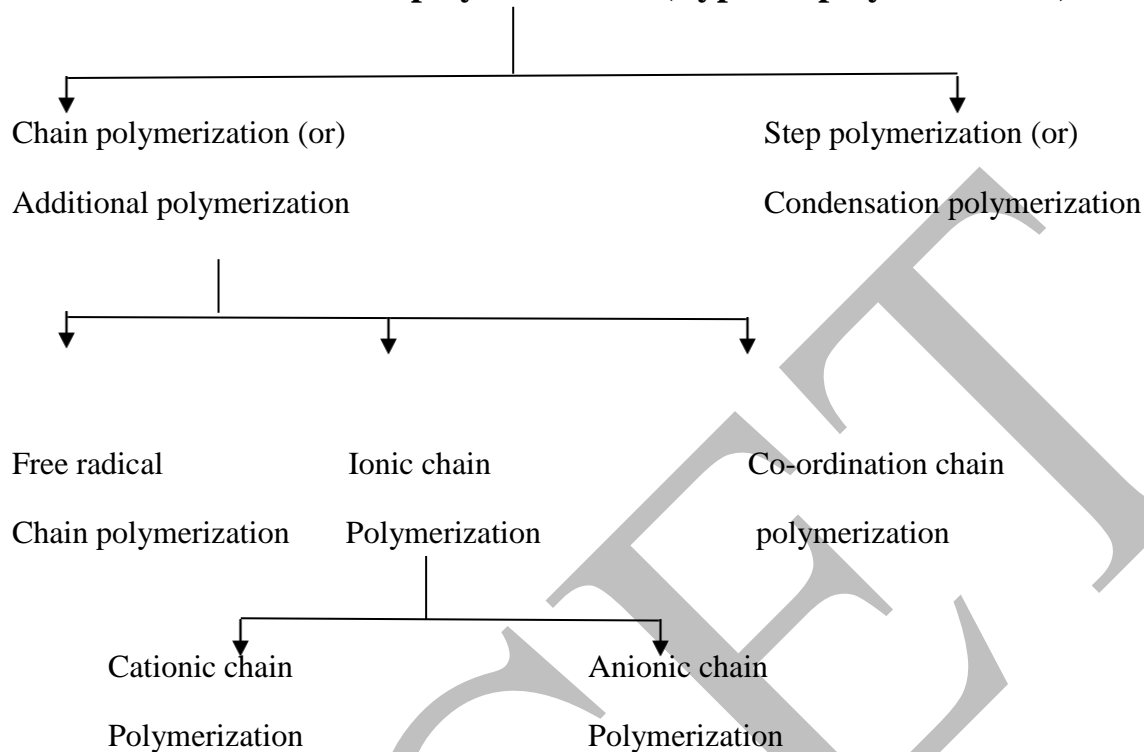 Chain polymerization (or) Step polymerization (or)
Additional polymerization Condensation polymerization
Free radical Ionic chain Co-ordination chain
Chain polymerization Polymerization polymerization
Cationic chain Anionic chain
Polymerization Polymerization